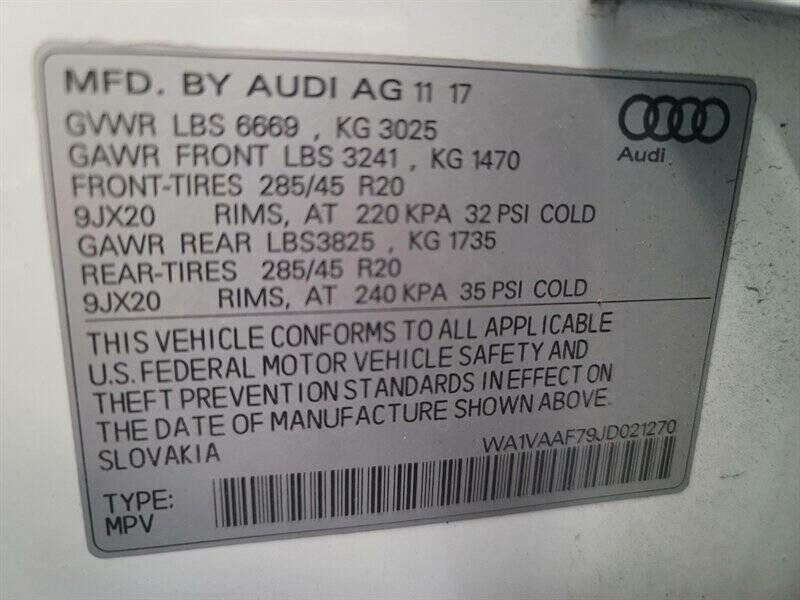 MFD. BY AUDI AG 11 17
GVWR LBS 6669 , KG 3025
GAWR FRONT LBS 3241 , KG 1470
FRONT-TIRES 285/45 R20
9JX20 RIMS, AT 220 KPA 32 PSI COLD
GAWR REAR LBS3825 , KG 1735
REAR-TIRES 285/45 R20
9JX20 RIMS, AT 240 KPA 35 PSI COLD
Audi
THIS VEHICLE CONFORMS TO ALL APPLICABLE
U.S. FEDERAL MOTOR VEHICLE SAFETY AND
THEFT PREVENTION STANDARDS IN EFFECT ON
THE DATE OF MANUFACTURE SHOWN ABOVE.
SLOVAKIA
WA1VAAF79JD021270
TYPE:
MPV